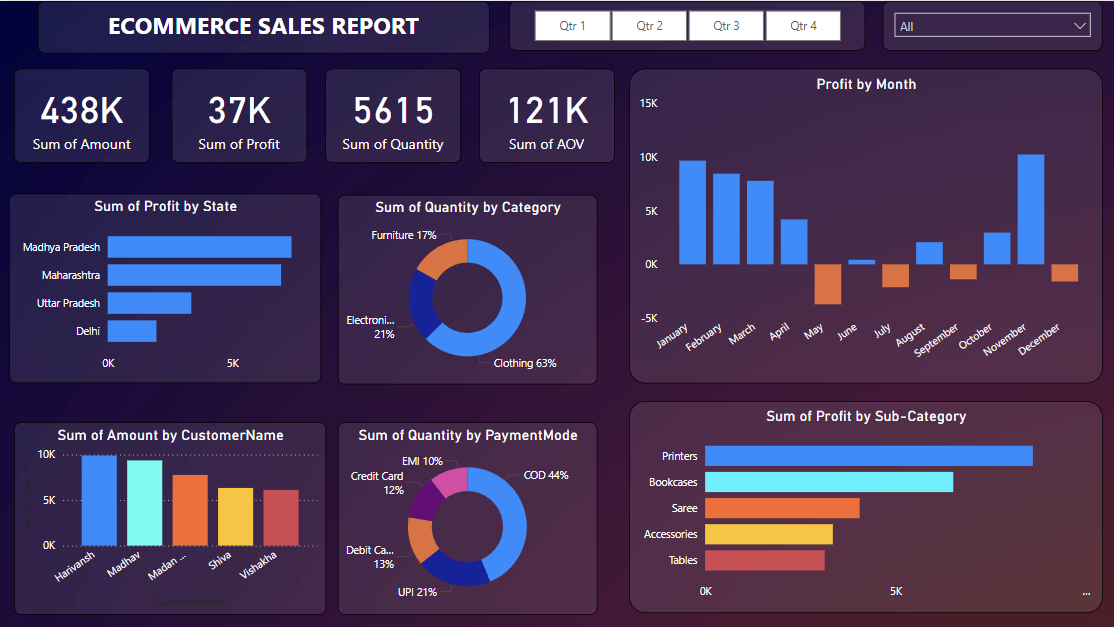 ECOMMERCE SALES REPORT
Qtr 1
Qtr 2
Qtr 3
Qtr 4
All
438K
Sum of Amount
37K
Sum of Profit
5615
Sum of Quantity
121K
Sum of AOV
Profit by Month
15K
10K
5K
0K
-5K
January
February
March
April
May
June
July
August
September
October
November
December
Sum of Profit by State
Madhya Pradesh
Maharashtra
Uttar Pradesh
Delhi
0K
5K
Sum of Quantity by Category
Furniture 17%
Electroni...
21%
Clothing 63%
Sum of Amount by CustomerName
10K
5K
0K
Harivansh
Madhav
Madan ...
Shiva
Vishakha
CustomerName
Sum of Quantity by PaymentMode
EMI 10%
Credit Card
12%
Debit Ca...
13%
UPI 21%
COD 44%
Sum of Profit by Sub-Category
Printers
Bookcases
Saree
Accessories
Tables
0K
5K
...